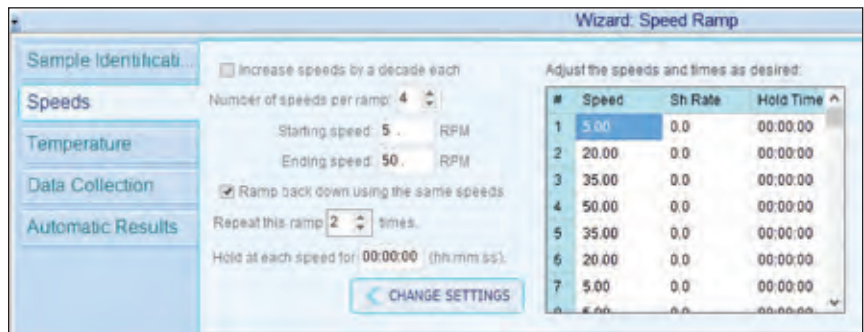 Wizard: Speed Ramp
Sample Identificati...
Speeds
Temperature
Data Collection
Automatic Results
Increase speeds by a decade each
Number of speeds per ramp: 4
Starting speed: 5 . RPM
Ending speed: 50. RPM
Ramp back down using the same speeds
Repeat this ramp 2 times.
Hold at each speed for 00:00:00 (hh:mm:ss).
CHANGE SETTINGS
Adjust the speeds and times as desired:
# Speed Sh Rate Hold Time
1 5.00 0.0 00:00:00
2 20.00 0.0 00:00:00
3 35.00 0.0 00:00:00
4 50.00 0.0 00:00:00
5 35.00 0.0 00:00:00
6 20.00 0.0 00:00:00
7 5.00 0.0 00:00:00